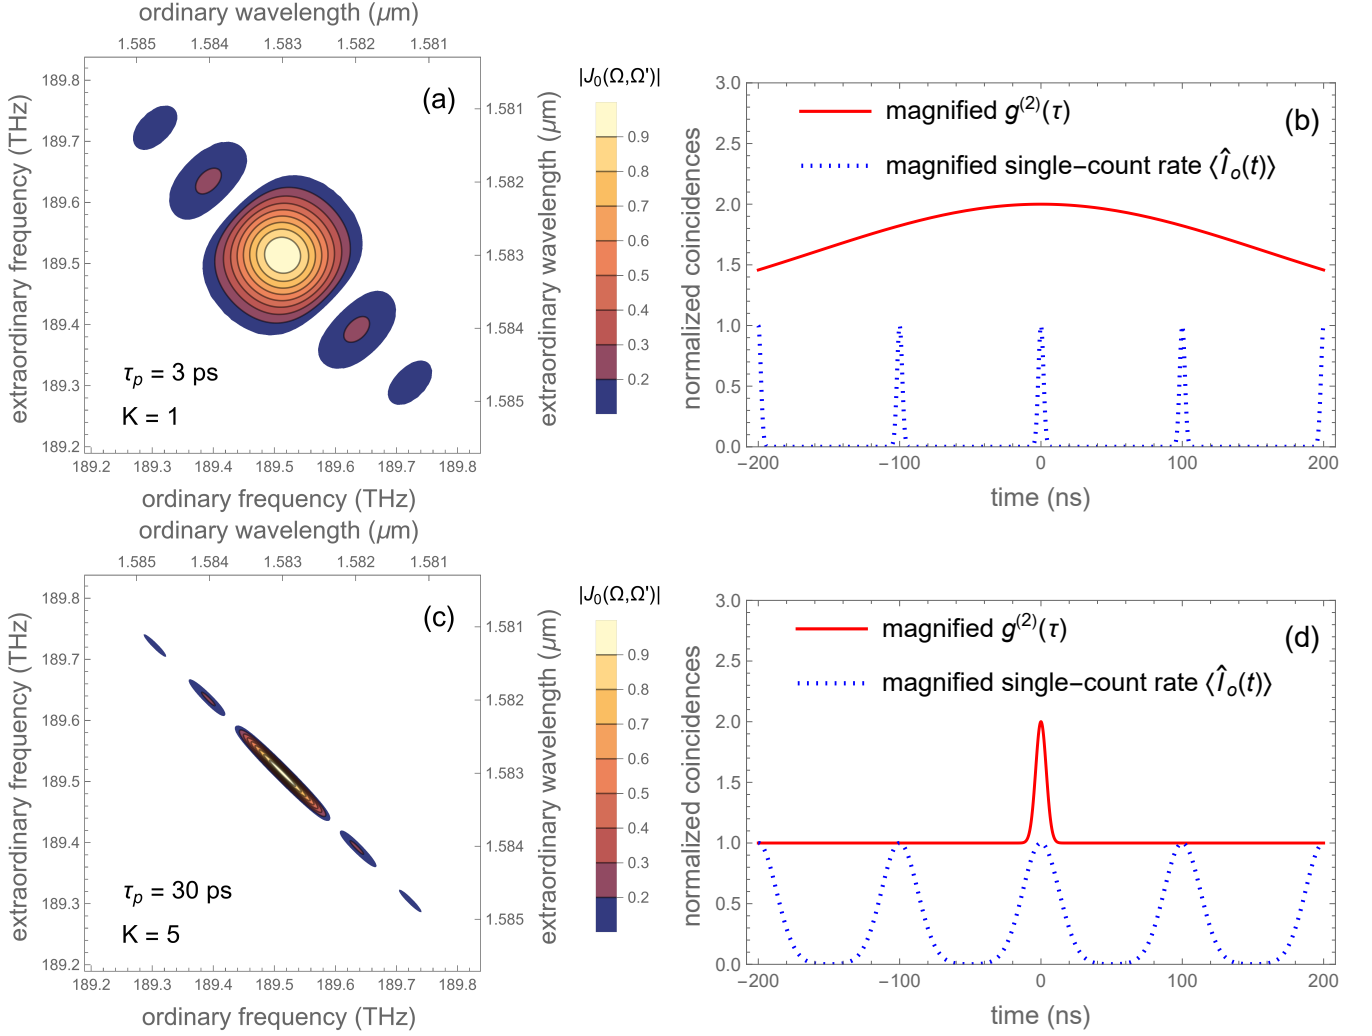 ordinary wavelength (μm)
1.585 1.584 1.583 1.582 1.581
(a)
extraordinary frequency (THz)
189.8
189.7
189.6
189.5
189.4
189.3
189.2
189.2 189.3 189.4 189.5 189.6 189.7 189.8
ordinary frequency (THz)
τp = 3 ps
K = 1
1.581
1.582
1.583
1.584
1.585
extraordinary wavelength (μm)
|J0(Ω,Ω')|
0.9
0.8
0.7
0.6
0.5
0.4
0.3
0.2
(b)
magnified g(2)(τ)
magnified single−count rate ⟨Îo(t)⟩
normalized coincidences
3.0
2.5
2.0
1.5
1.0
0.5
0.0
−200 −100 0 100 200
time (ns)
ordinary wavelength (μm)
1.585 1.584 1.583 1.582 1.581
(c)
extraordinary frequency (THz)
189.8
189.7
189.6
189.5
189.4
189.3
189.2
189.2 189.3 189.4 189.5 189.6 189.7 189.8
ordinary frequency (THz)
τp = 30 ps
K = 5
1.581
1.582
1.583
1.584
1.585
extraordinary wavelength (μm)
|J0(Ω,Ω')|
0.9
0.8
0.7
0.6
0.5
0.4
0.3
0.2
(d)
magnified g(2)(τ)
magnified single−count rate ⟨Îo(t)⟩
normalized coincidences
3.0
2.5
2.0
1.5
1.0
0.5
0.0
−200 −100 0 100 200
time (ns)